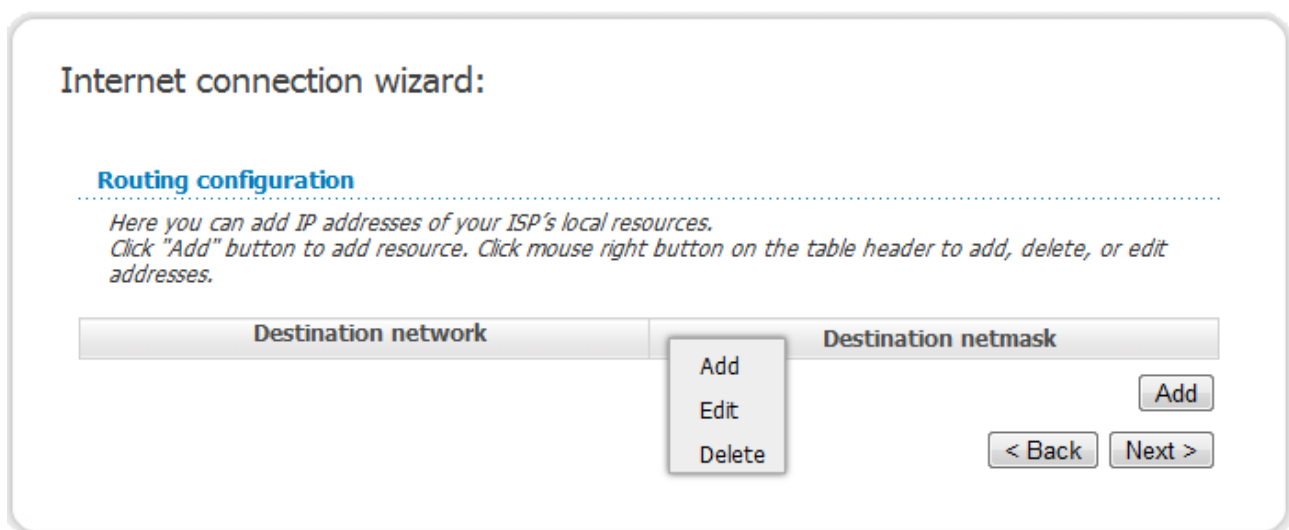 Internet connection wizard:
Routing configuration
Here you can add IP addresses of your ISP's local resources.
Click "Add" button to add resource. Click mouse right button on the table header to add, delete, or edit
addresses.
Destination network
Destination netmask
Add
Edit
Delete
Add
< Back
Next >